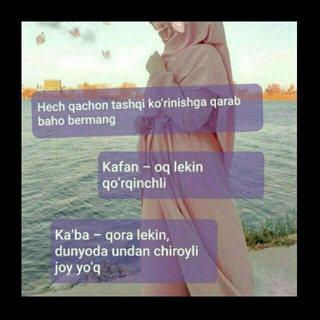 Hech qachon tashqi ko‘rinishga qarab
baho bermang
Kafan – oq lekin
qo‘rqinchli
Ka’ba – qora lekin,
dunyoda undan chiroyli
joy yo‘q